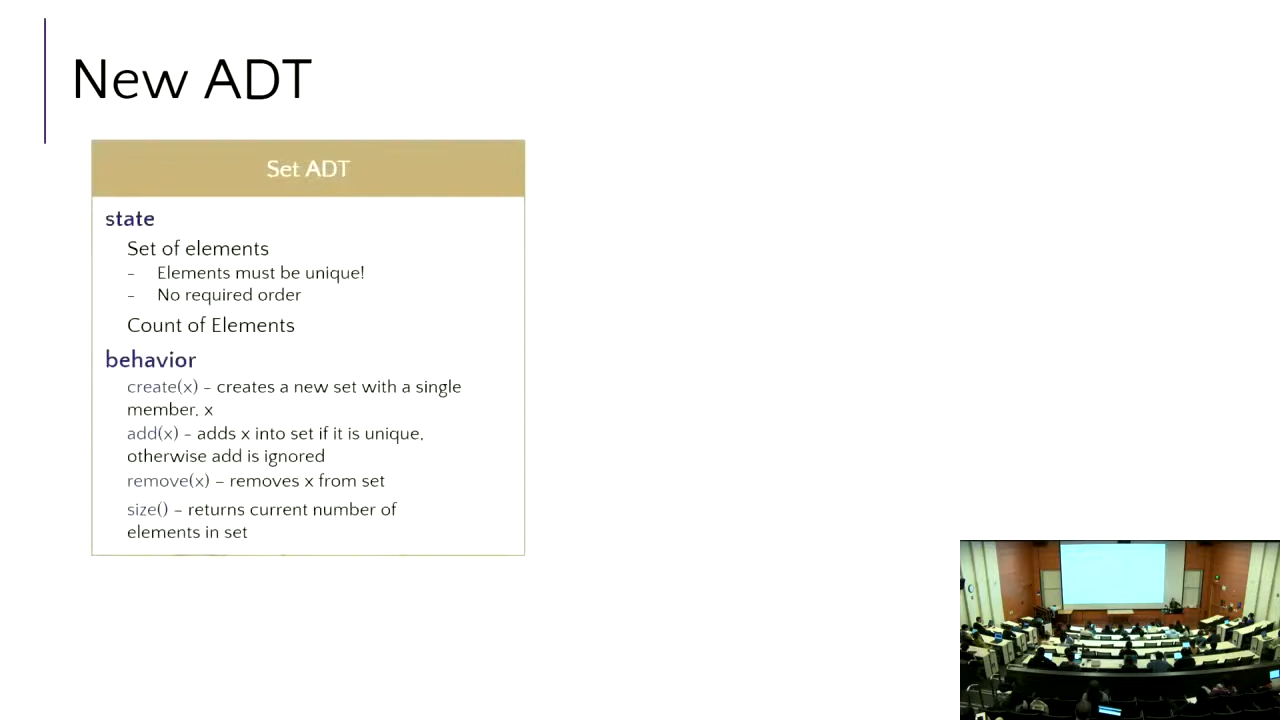 New ADT
Set ADT
state
Set of elements
- Elements must be unique!
- No required order
Count of Elements
behavior
create(x) – creates a new set with a single
member, x
add(x) – adds x into set if it is unique,
otherwise add is ignored
remove(x) – removes x from set
size() – returns current number of
elements in set